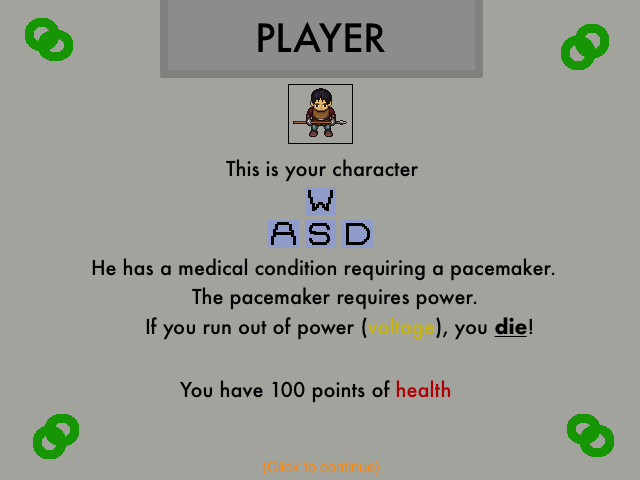 PLAYER
This is your character
W
A S D
He has a medical condition requiring a pacemaker.
The pacemaker requires power.
If you run out of power (voltage), you die!
You have 100 points of health
(Click to continue)